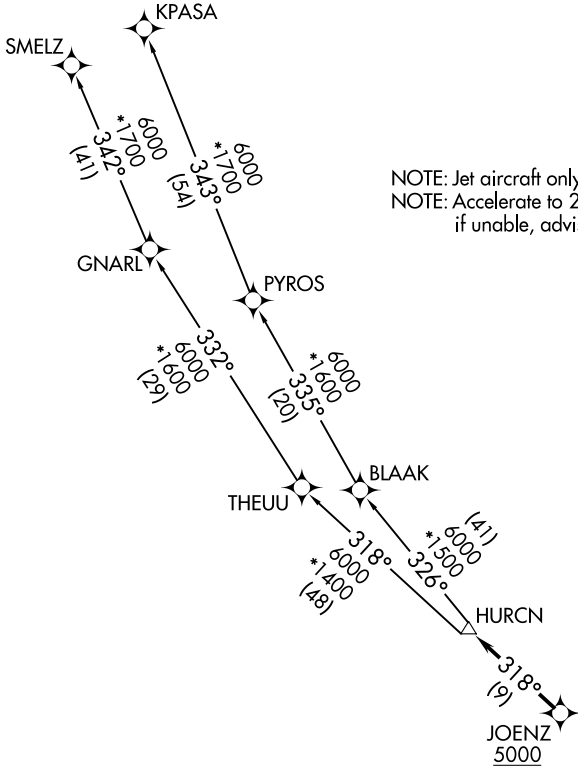 KPASA
SMELZ
6000
*1700
342°
(41)
6000
*1700
343°
(54)
NOTE: Jet aircraft only
NOTE: Accelerate to 2
if unable, advis
GNARL
PYROS
332°
6000
*1600
(29)
6000
*1600
335°
(20)
BLAAK
THEUU
(41)
6000
*1500
326°
318°
6000
*1400
(48)
HURCN
318°
(9)
JOENZ
5000